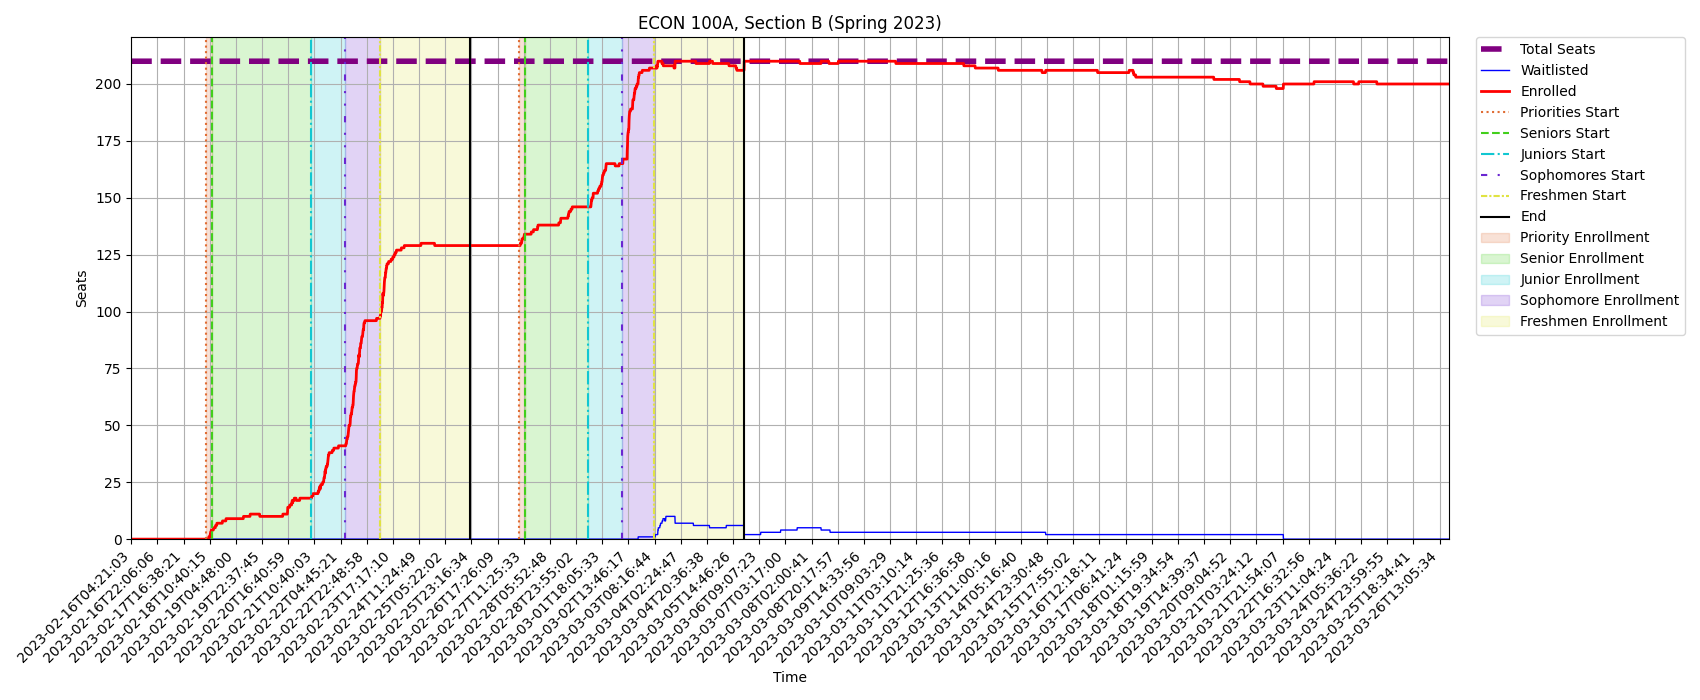 ECON 100A, Section B (Spring 2023)
Seats
200
175
150
125
100
75
50
25
0
2023-02-16T04:21:03
2023-02-16T22:06:06
2023-02-17T16:38:21
2023-02-18T10:40:15
2023-02-19T04:48:00
2023-02-19T22:37:45
2023-02-20T16:40:59
2023-02-21T10:40:03
2023-02-22T04:45:21
2023-02-22T22:48:58
2023-02-23T17:17:10
2023-02-24T11:24:49
2023-02-25T05:22:02
2023-02-25T23:16:34
2023-02-26T17:26:09
2023-02-27T11:25:33
2023-02-28T05:52:48
2023-02-28T23:55:02
2023-03-01T18:05:33
2023-03-02T13:46:17
2023-03-03T08:16:44
2023-03-04T02:24:47
2023-03-04T20:36:38
2023-03-05T14:46:26
2023-03-06T09:07:23
2023-03-07T03:17:00
2023-03-08T02:00:41
2023-03-08T20:17:57
2023-03-09T14:33:56
2023-03-10T09:03:29
2023-03-11T03:10:14
2023-03-11T21:25:36
2023-03-12T16:36:58
2023-03-13T11:00:16
2023-03-14T05:16:40
2023-03-14T23:30:48
2023-03-15T17:55:02
2023-03-16T12:18:11
2023-03-17T06:41:24
2023-03-18T01:15:59
2023-03-18T19:34:54
2023-03-19T14:39:37
2023-03-20T09:04:52
2023-03-21T03:24:12
2023-03-21T21:54:07
2023-03-22T16:32:56
2023-03-23T11:04:24
2023-03-24T05:36:22
2023-03-24T23:59:55
2023-03-25T18:34:41
2023-03-26T13:05:34
Time
Total Seats
Waitlisted
Enrolled
Priorities Start
Seniors Start
Juniors Start
Sophomores Start
Freshmen Start
End
Priority Enrollment
Senior Enrollment
Junior Enrollment
Sophomore Enrollment
Freshmen Enrollment